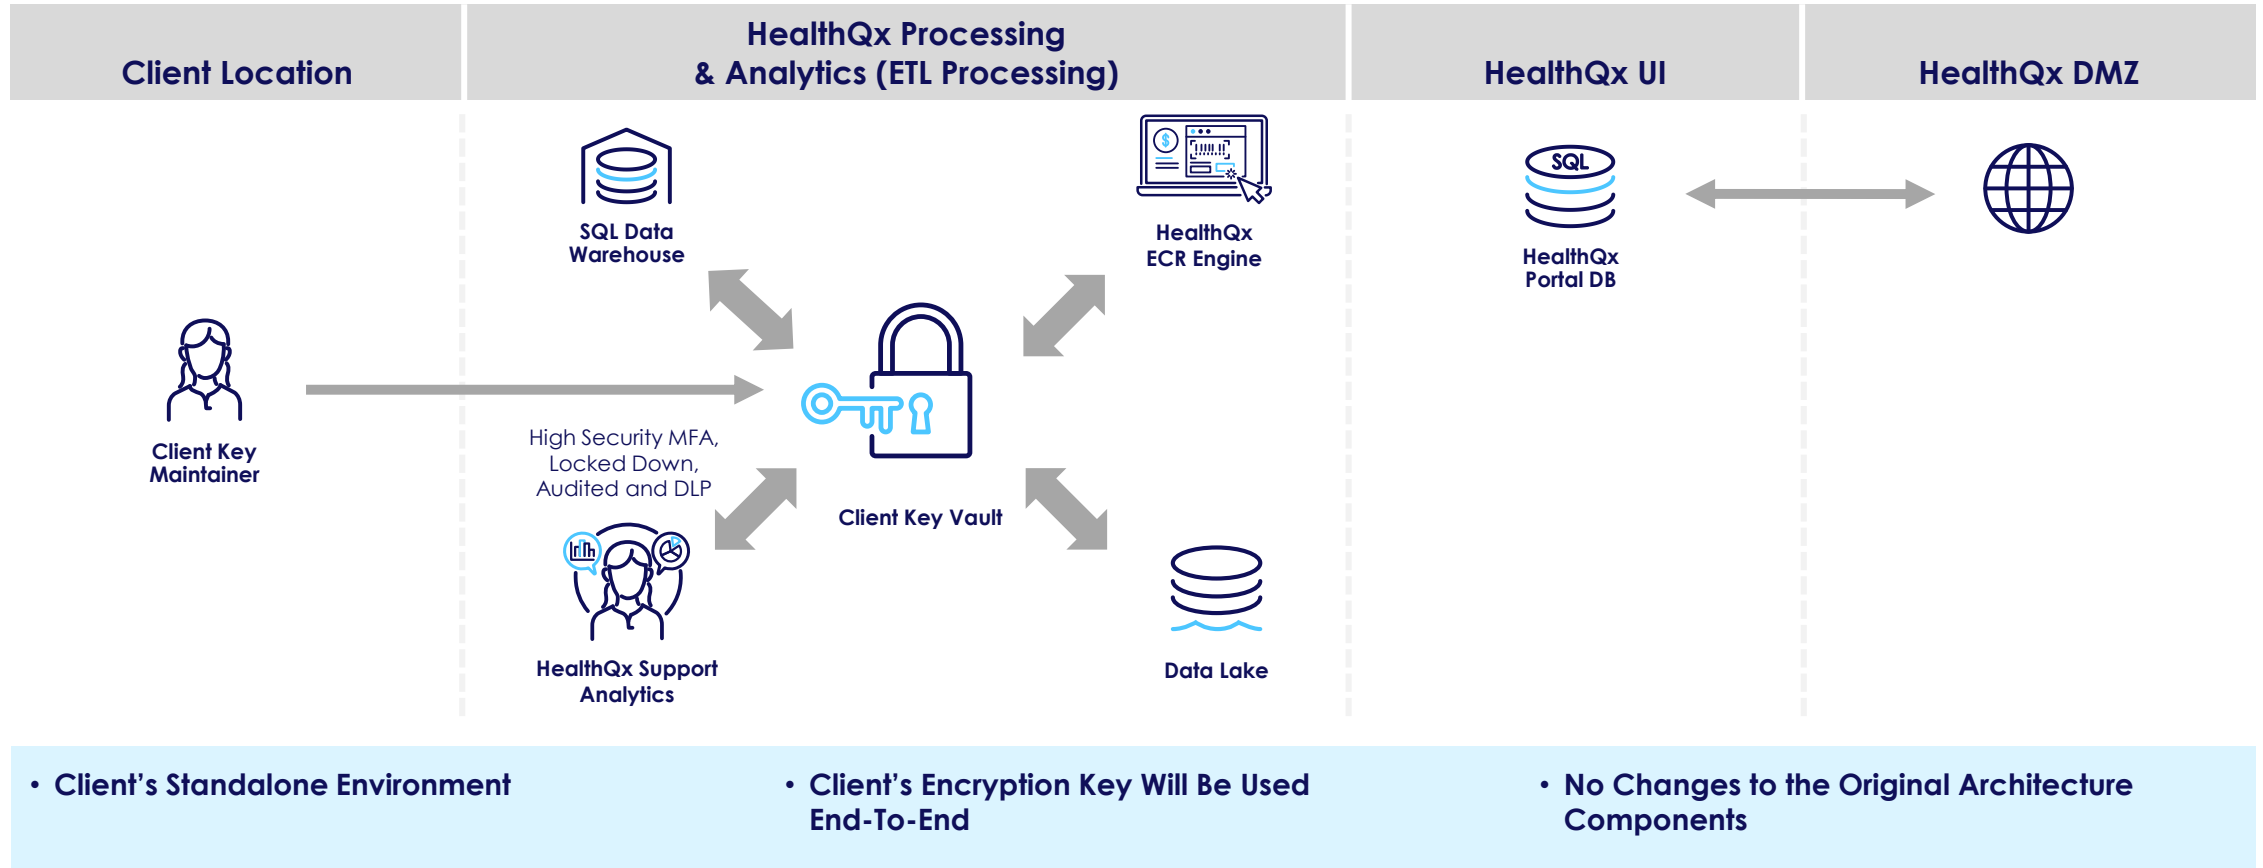 Client Location
HealthQx Processing
& Analytics (ETL Processing)
HealthQx UI
HealthQx DMZ
SQL Data
Warehouse
$
HealthQx
ECR Engine
SQL
HealthQx
Portal DB
Client Key
Maintainer
High Security MFA,
Locked Down,
Audited and DLP
Client Key Vault
HealthQx Support
Analytics
Data Lake
• Client's Standalone Environment
• Client's Encryption Key Will Be Used
End-To-End
• No Changes to the Original Architecture
Components